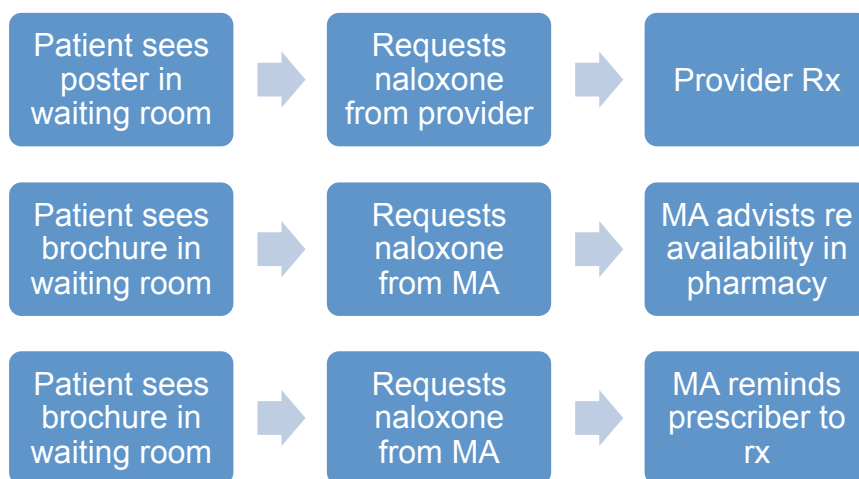 Patient sees
poster in
waiting room
Requests
naloxone
from provider
Provider Rx
Patient sees
brochure in
waiting room
Requests
naloxone
from MA
MA advists re
availability in
pharmacy
Patient sees
brochure in
waiting room
Requests
naloxone
from MA
MA reminds
prescriber to
rx